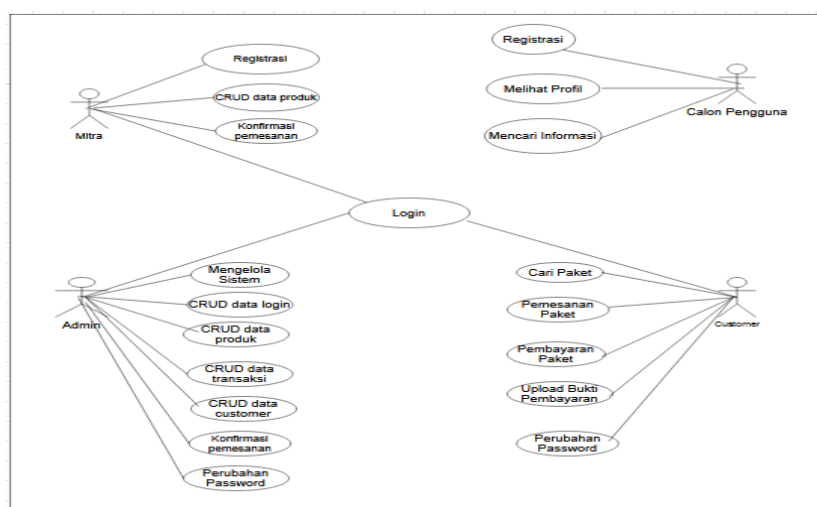 Registrasi
CRUD data produk
Konfirmasi
pemesanan
Mitra
Registrasi
Melihat Profil
Mencari Informasi
Calon Pengguna
Login
Mengelola
Sistem
CRUD data login
CRUD data
produk
CRUD data
transaksi
CRUD data
customer
Konfirmasi
pemesanan
Perubahan
Password
Admin
Cari Paket
Pemesanan
Paket
Pembayaran
Paket
Upload Bukti
Pembayaran
Perubahan
Password
Customer